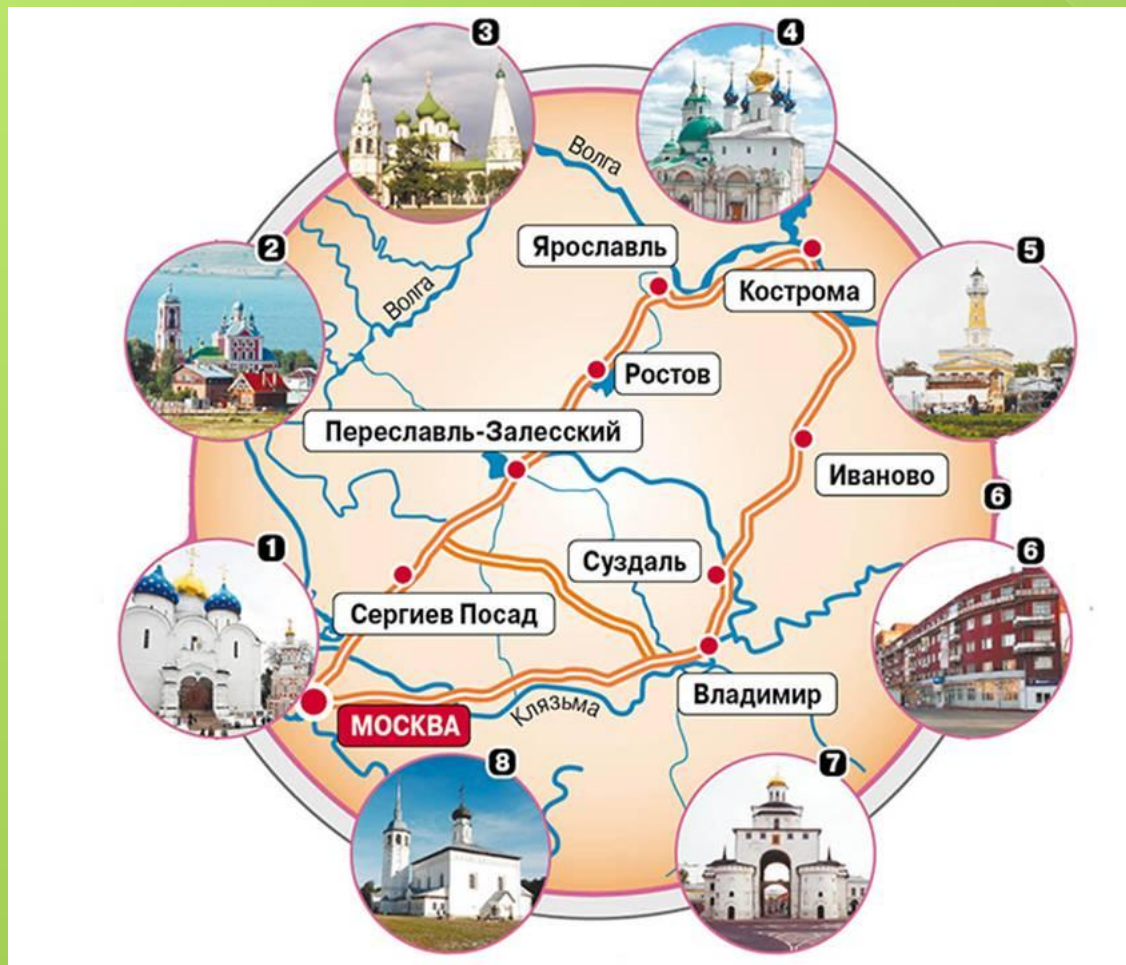 3
4
Волга
2
Ярославль
5
Волга
Кострома
Ростов
Переславль-Залесский
Иваново
6
1
Суздаль
6
Сергиев Посад
Владимир
Клязьма
МОСКВА
8
7